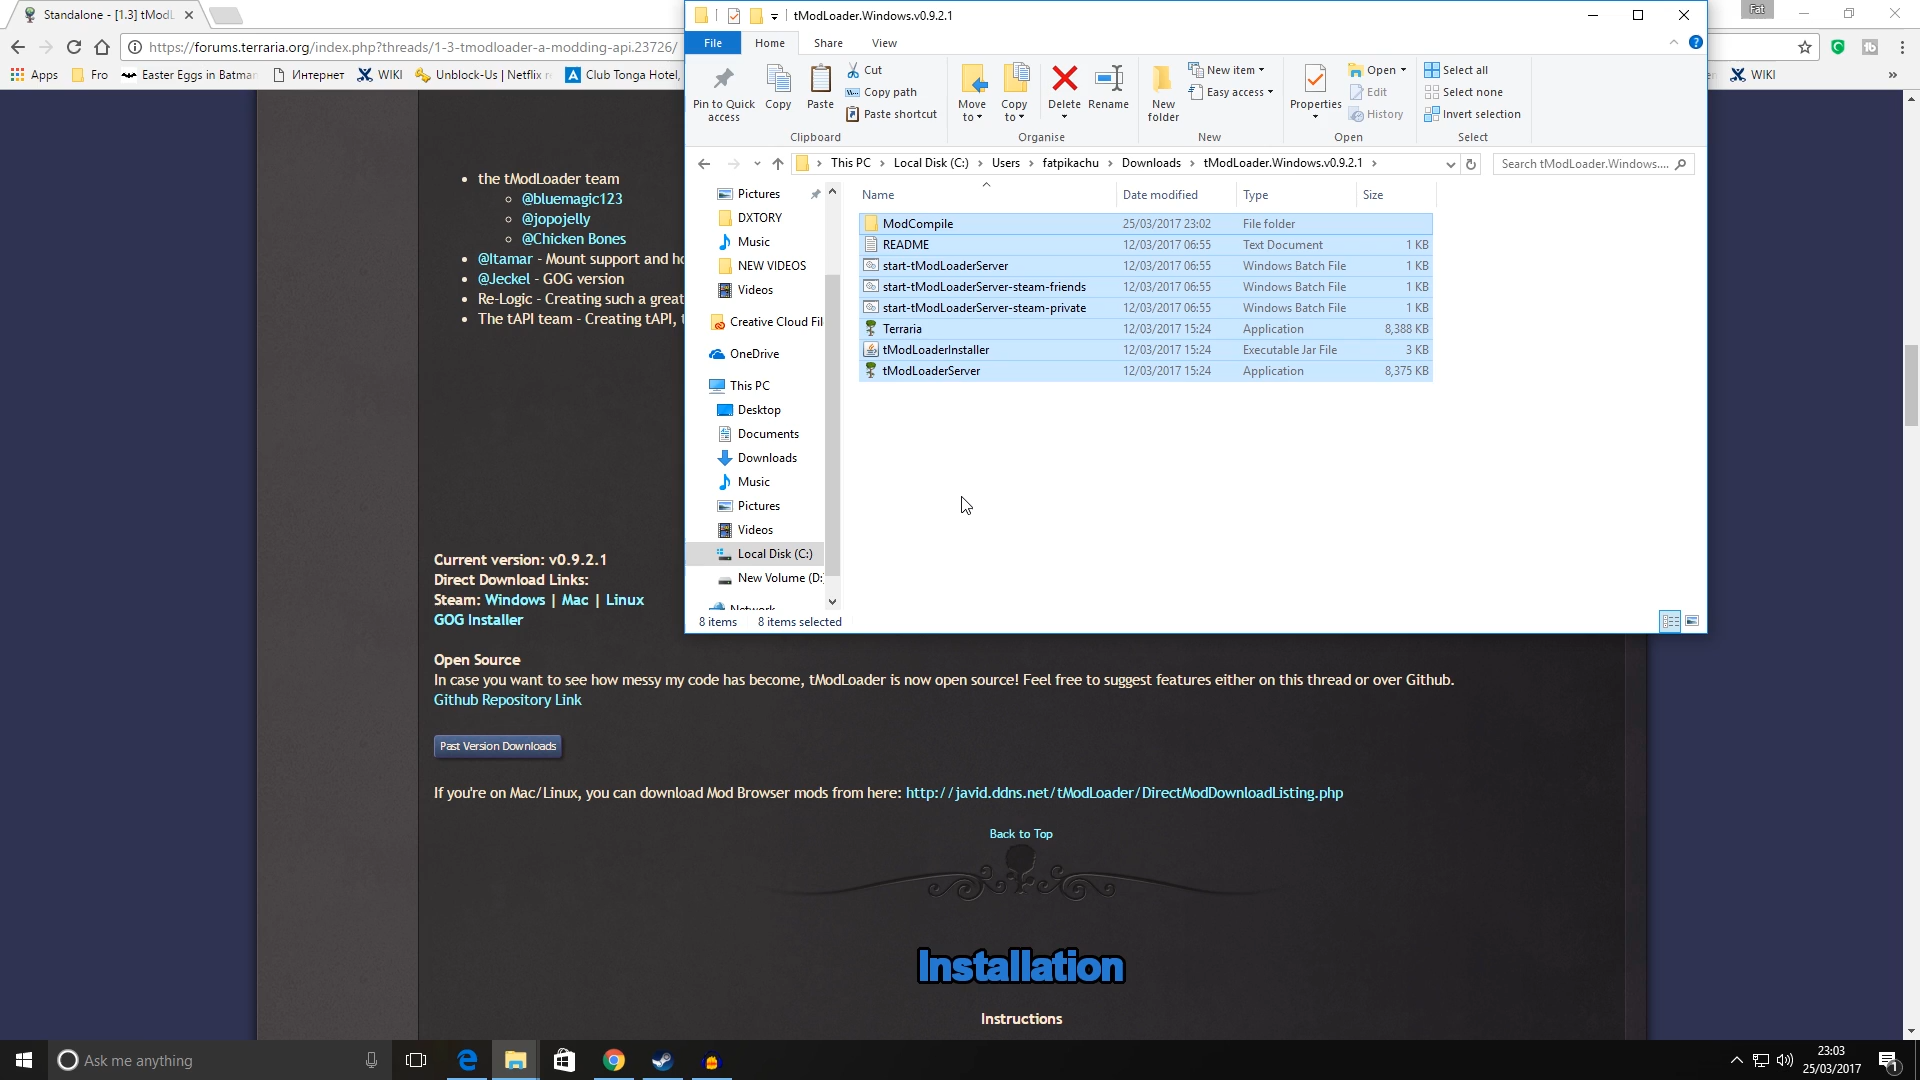 Standalone - [1.3] tModL
tModLoader.Windows.v0.9.2.1
Fat
https://forums.terraria.org/index.php?threads/1-3-tmodloader-a-modding-api.23726/
File
Home
Share
View
Apps
Fro
Easter Eggs in Batma
Интернет
WIKI
Unblock-Us | Netflix
Club Tonga Hotel,
WIKI
»
Pin to Quick access
Copy
Paste
Cut
Copy path
Paste shortcut
Move to
Copy to
Delete
Rename
New folder
New item
Easy access
Properties
Open
Edit
History
Select all
Select none
Invert selection
Clipboard
Organise
New
Open
Select
This PC > Local Disk (C:) > Users > fatpikachu > Downloads > tModLoader.Windows.v0.9.2.1 >
Search tModLoader.Windows....
Pictures
DXTORY
Music
NEW VIDEOS
Videos
Creative Cloud Fil
OneDrive
This PC
Desktop
Documents
Downloads
Music
Pictures
Videos
Local Disk (C:)
New Volume (D:
Network
Name Date modified Type Size
ModCompile 25/03/2017 23:02 File folder
README 12/03/2017 06:55 Text Document 1 KB
start-tModLoaderServer 12/03/2017 06:55 Windows Batch File 1 KB
start-tModLoaderServer-steam-friends 12/03/2017 06:55 Windows Batch File 1 KB
start-tModLoaderServer-steam-private 12/03/2017 06:55 Windows Batch File 1 KB
Terraria 12/03/2017 15:24 Application 8,388 KB
tModLoaderInstaller 12/03/2017 15:24 Executable Jar File 3 KB
tModLoaderServer 12/03/2017 15:24 Application 8,375 KB
8 items 8 items selected
the tModLoader team
@bluemagic123
@jopojelly
@Chicken Bones
@Itamar - Mount support and ho
@Jeckel - GOG version
Re-Logic - Creating such a great
The tAPI team - Creating tAPI, t
Current version: v0.9.2.1
Direct Download Links:
Steam: Windows | Mac | Linux
GOG Installer
Open Source
In case you want to see how messy my code has become, tModLoader is now open source! Feel free to suggest features either on this thread or over Github.
Github Repository Link
Past Version Downloads
If you're on Mac/Linux, you can download Mod Browser mods from here: http://javid.ddns.net/tModLoader/DirectModDownloadListing.php
Back to Top
Installation
Instructions
Ask me anything
23:03
25/03/2017
1